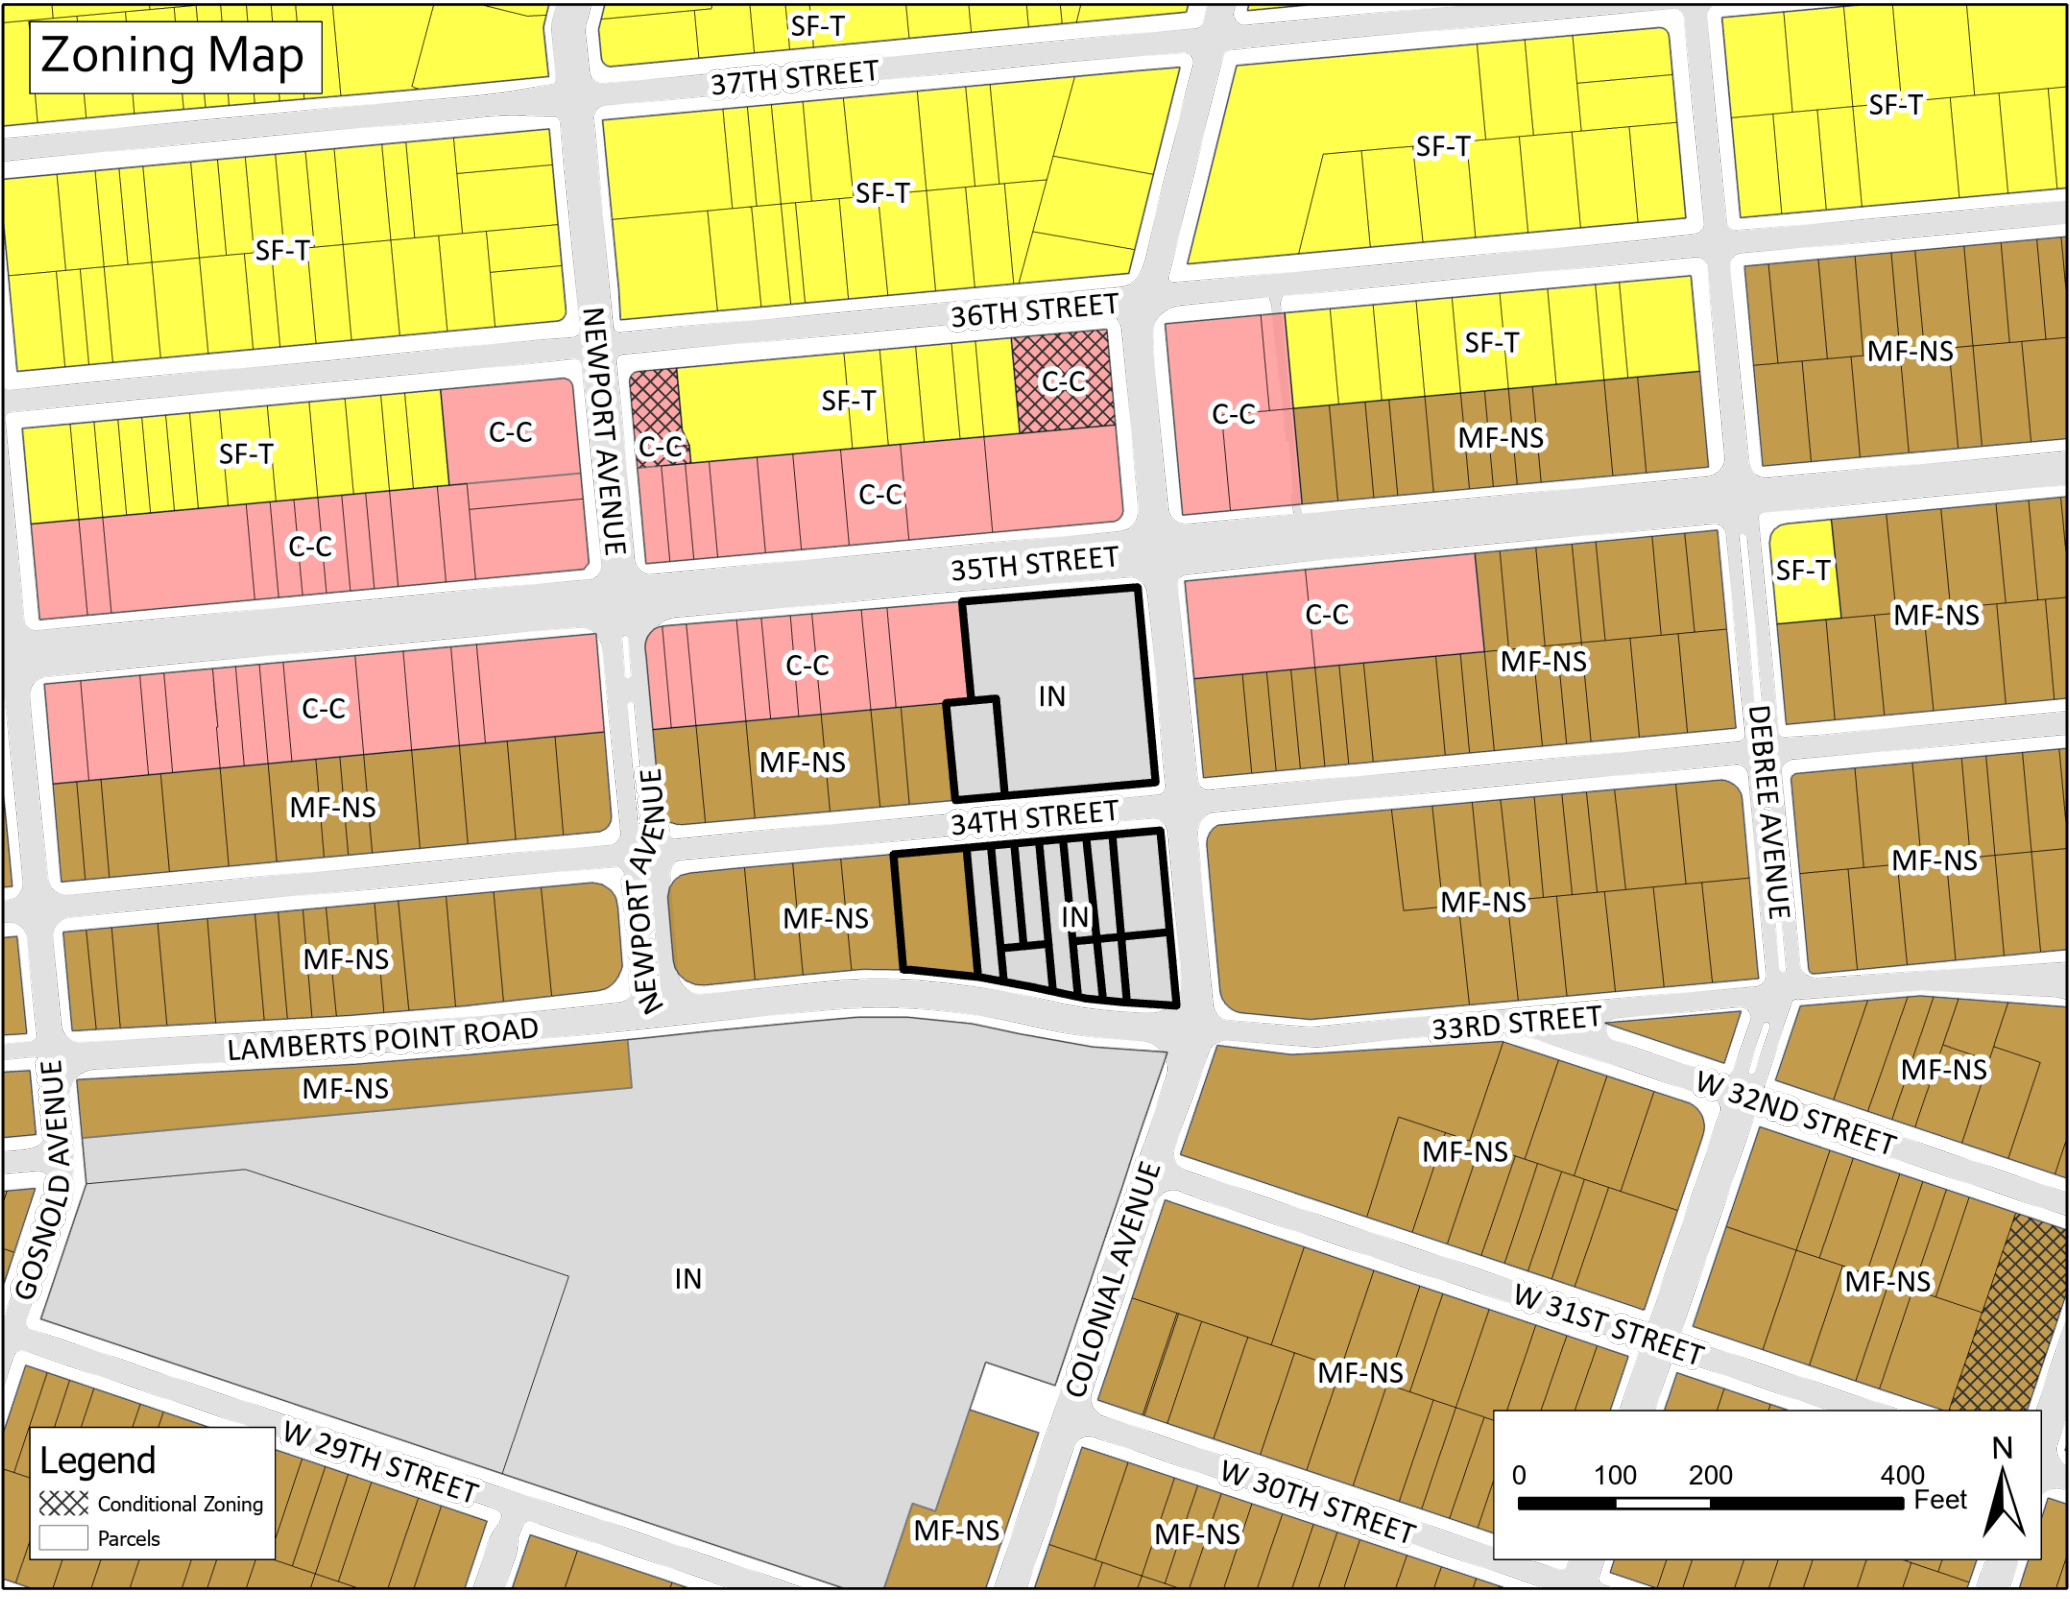 Zoning Map
SF-T
37TH STREET
SF-T
SF-T
SF-T
SF-T
36TH STREET
NEWPORT AVENUE
SF-T
MF-NS
C-C
SF-T
C-C
C-C
C-C
SF-T
C-C
MF-NS
C-C
C-C
35TH STREET
SF-T
C-C
MF-NS
C-C
IN
MF-NS
C-C
MF-NS
DEBREE AVENUE
MF-NS
34TH STREET
NEWPORT AVENUE
MF-NS
MF-NS
IN
MF-NS
MF-NS
LAMBERTS POINT ROAD
33RD STREET
MF-NS
MF-NS
W 32ND STREET
GOSNOLD AVENUE
MF-NS
COLONIAL AVENUE
IN
MF-NS
W 31ST STREET
MF-NS
W 29TH STREET
W 30TH STREET
MF-NS
MF-NS
Legend
Conditional Zoning
Parcels
0 100 200 400
Feet
N